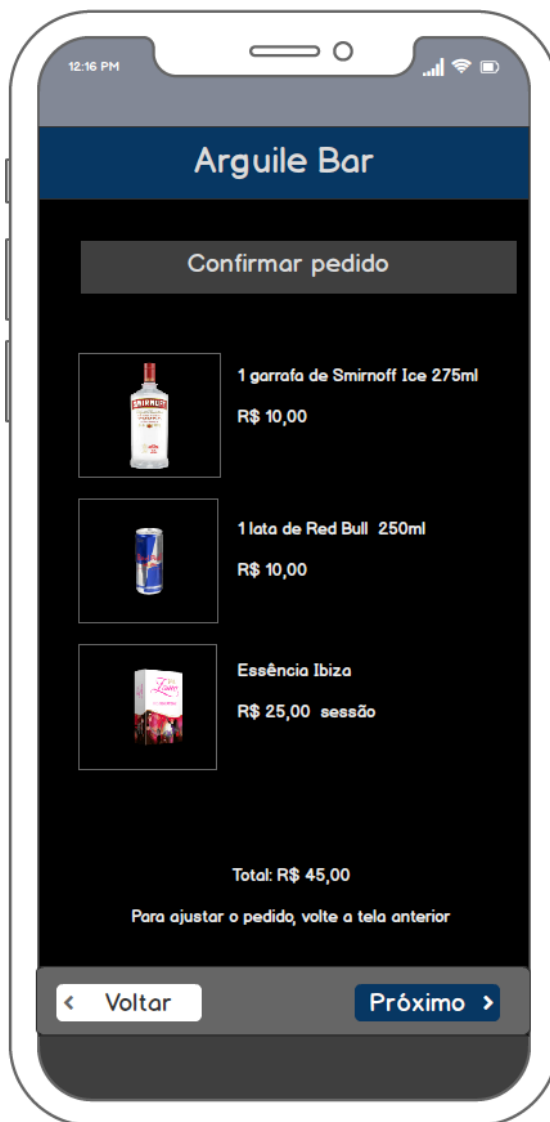 12:16 PM
Arguile Bar
Confirmar pedido
SMIRNOFF
1 garrafa de Smirnoff Ice 275ml
R$ 10,00
1 lata de Red Bull  250ml
R$ 10,00
Essência Ibiza
R$ 25,00  sessão
Total: R$ 45,00
Para ajustar o pedido, volte a tela anterior
Voltar
Próximo